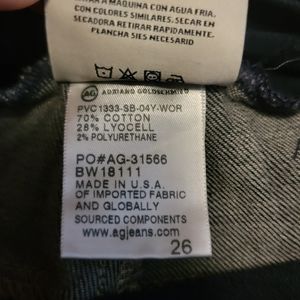 LAVAR A MAQUINA CON AGUA FRIA.
CON COLORES SIMILARES. SECAR EN
SECADORA RETIRAR RAPIDAMENTE.
PLANCHA SIES NECESARIO
AG ADRIANO GOLDSCHMIED
PVC1333-SB-04Y-WOR
70% COTTON
28% LYOCELL
2% POLYURETHANE
PO#AG-31566
BW18111
MADE IN U.S.A.
OF IMPORTED FABRIC
AND GLOBALLY
SOURCED COMPONENTS
www.agjeans.com
26